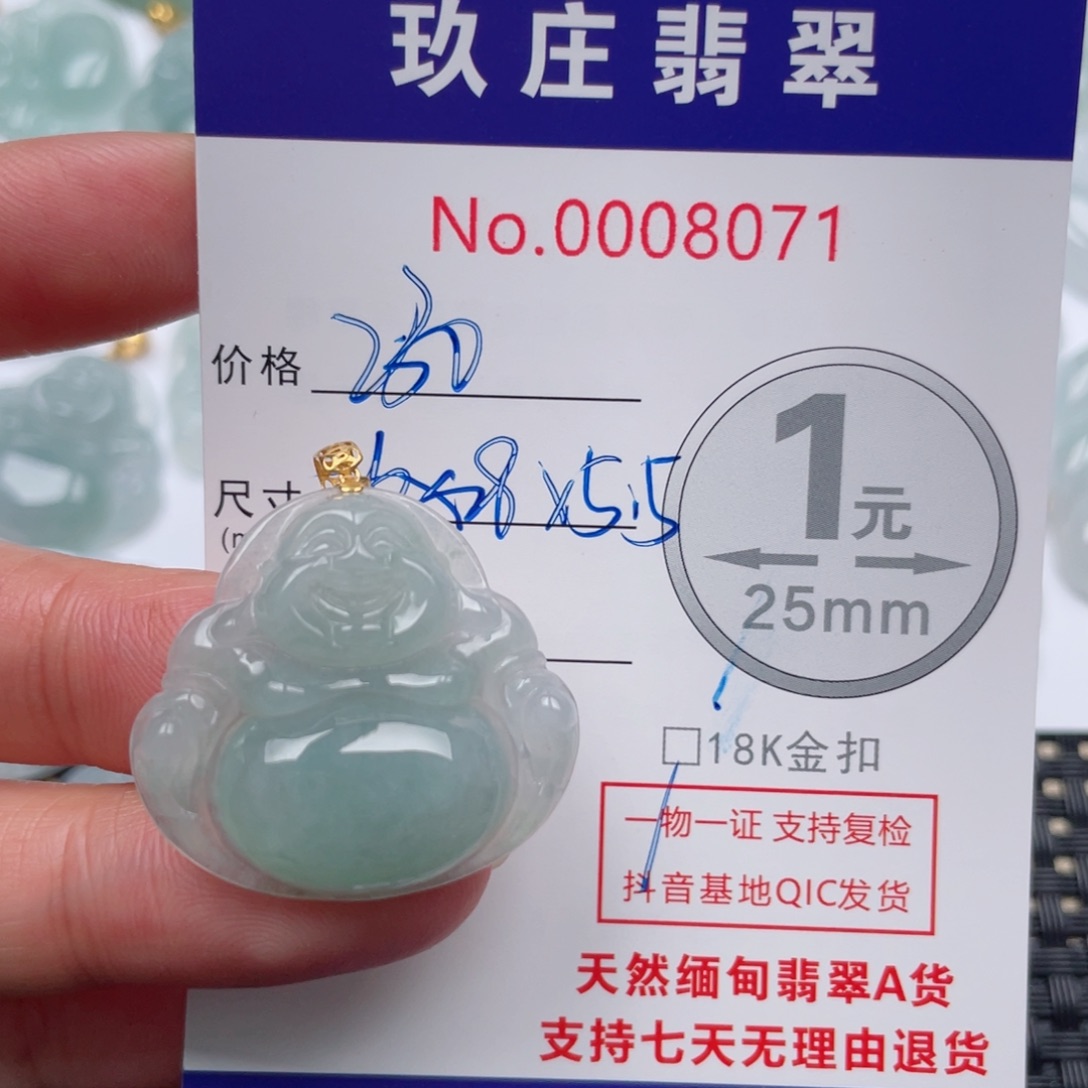 玖庄翡翠
No.0008071
价格
尺寸
8x5.5
1元
25mm
18K金扣
一物一证 支持复检
抖音基地QIC发货
天然缅甸翡翠A货
支持七天无理由退货